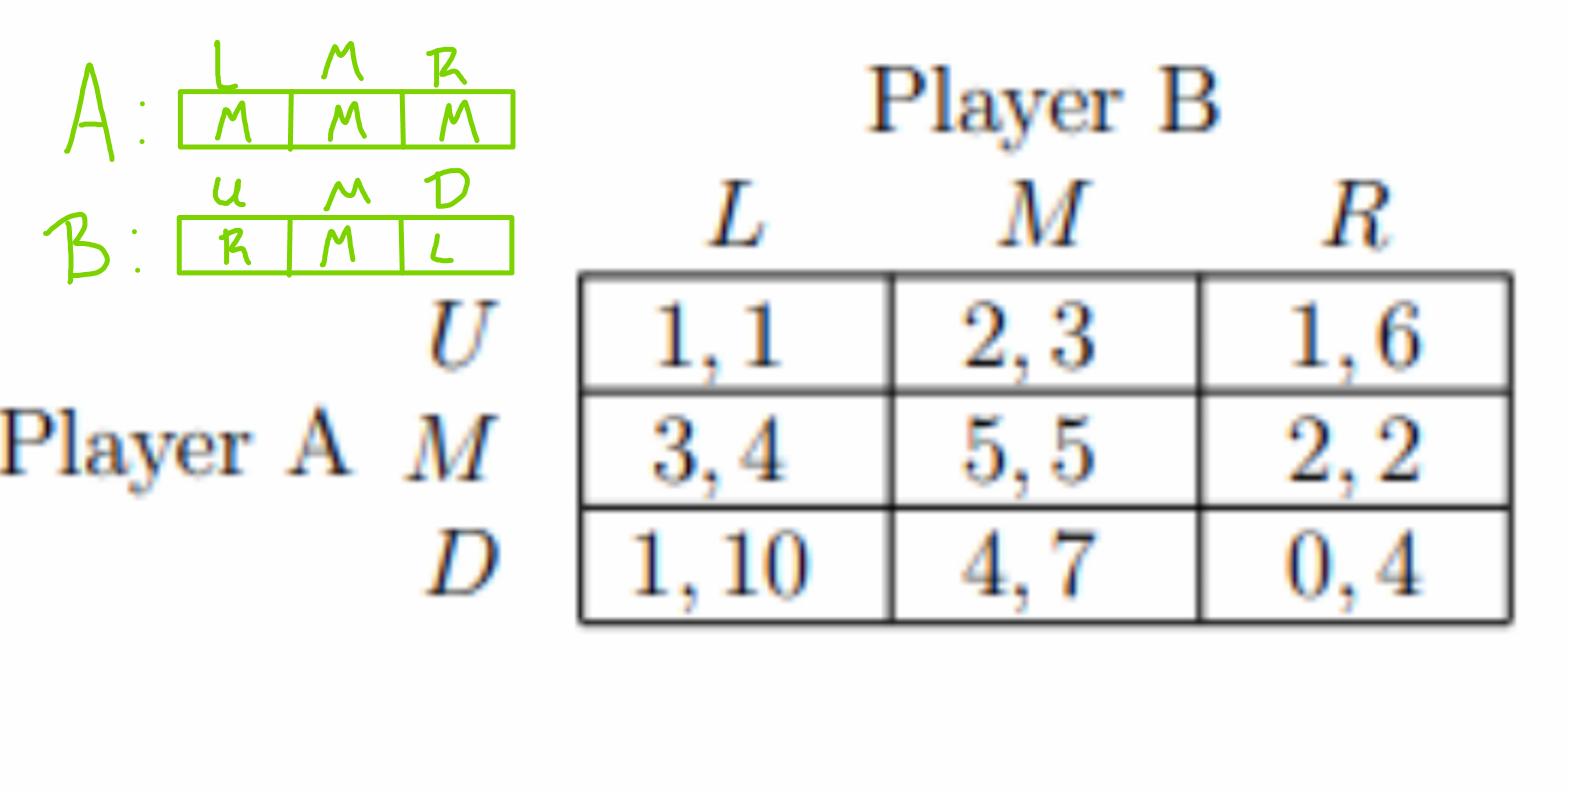 L M R
A: M M M
U M D
B: R M L
Player B
L M R
U 1, 1 2, 3 1, 6
Player A M 3, 4 5, 5 2, 2
D 1, 10 4, 7 0, 4